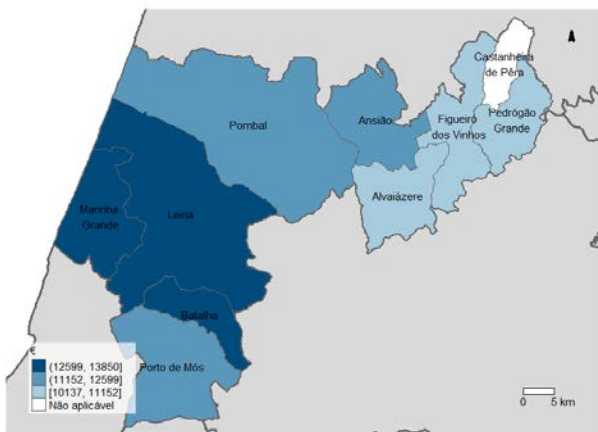 Castanheira
de Pêra
Pombal
Ansião
Figueiró
dos Vinhos
Pedrógão
Grande
Alvaiázere
Marinha
Grande
Leiria
Batalha
Porto de Mós
€
(12599, 13850]
(11152, 12599]
[10137, 11152]
Não aplicável
0
5 km